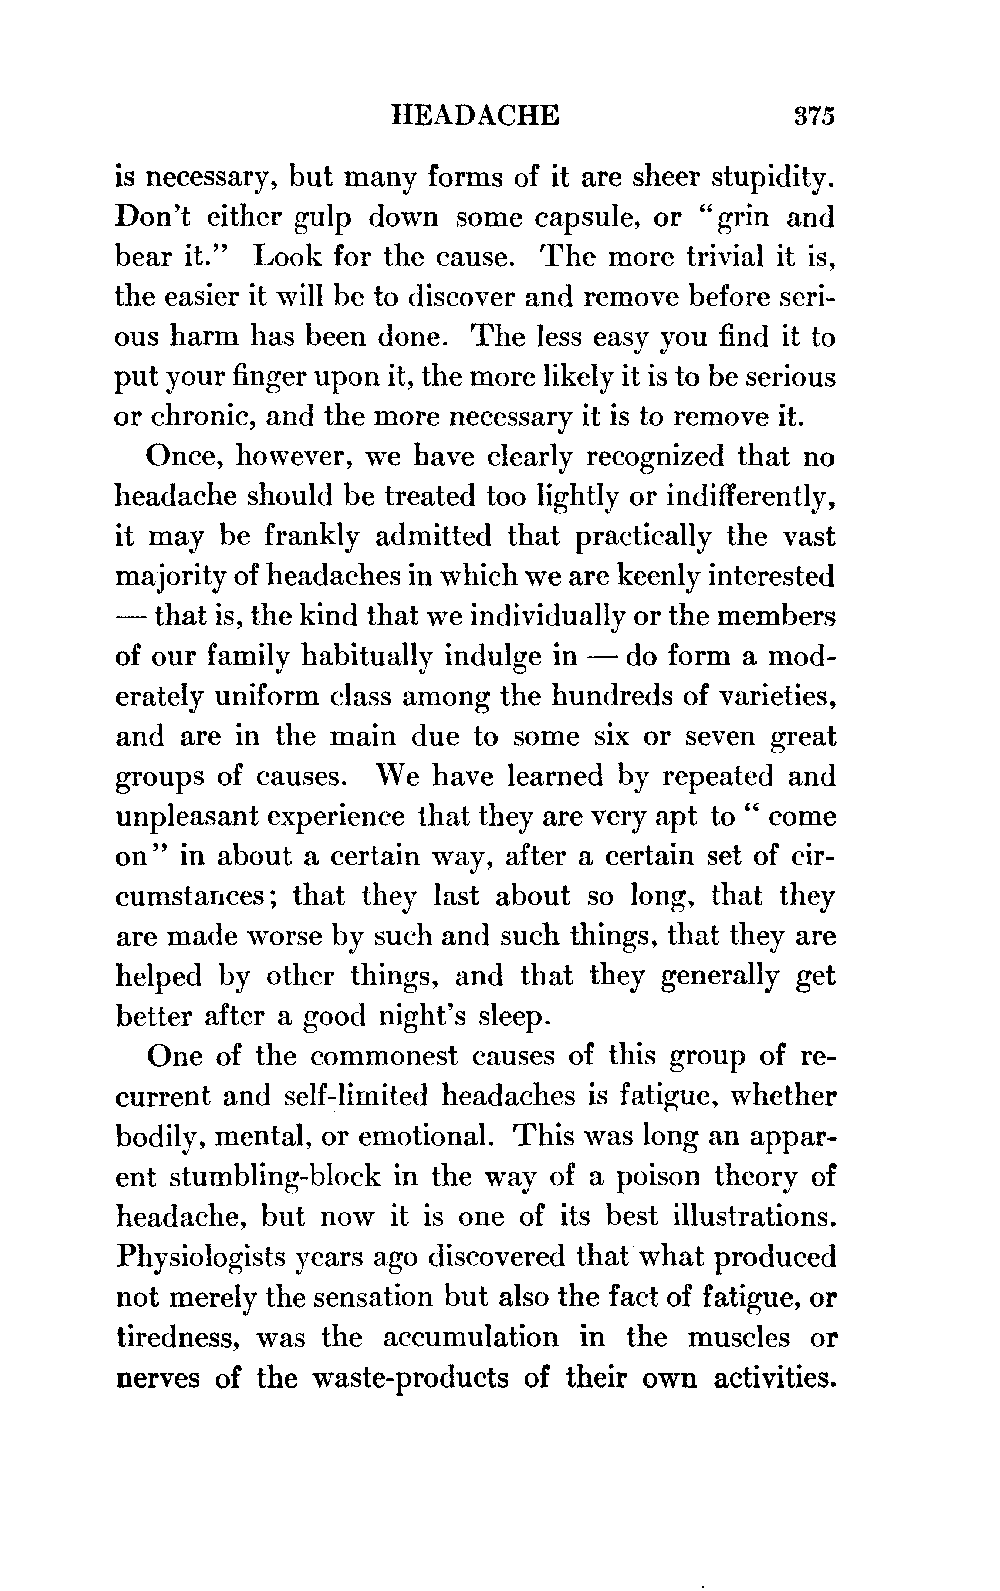 HEADACHE 375
is necessary, but many forms of it are sheer stupidity.
Don't either gulp down some capsule, or "grin and
bear it." Look for the cause. The more trivial it is,
the easier it will be to discover and remove before seri-
ous harm has been done. The less easy you find it to
put your finger upon it, the more likely it is to be serious
or chronic, and the more necessary it is to remove it.
Once, however, we have clearly recognized that no
headache should be treated too lightly or indifferently,
it may be frankly admitted that practically the vast
majority of headaches in which we are keenly interested
— that is, the kind that we individually or the members
of our family habitually indulge in — do form a mod-
erately uniform class among the hundreds of varieties,
and are in the main due to some six or seven great
groups of causes. We have learned by repeated and
unpleasant experience that they are very apt to " come
on" in about a certain way, after a certain set of cir-
cumstances; that they last about so long, that they
are made worse by such and such things, that they are
helped by other things, and that they generally get
better after a good night's sleep.
One of the commonest causes of this group of re-
current and self-limited headaches is fatigue, whether
bodily, mental, or emotional. This was long an appar-
ent stumbling-block in the way of a poison theory of
headache, but now it is one of its best illustrations.
Physiologists years ago discovered that what produced
not merely the sensation but also the fact of fatigue, or
tiredness, was the accumulation in the muscles or
nerves of the waste-products of their own activities.